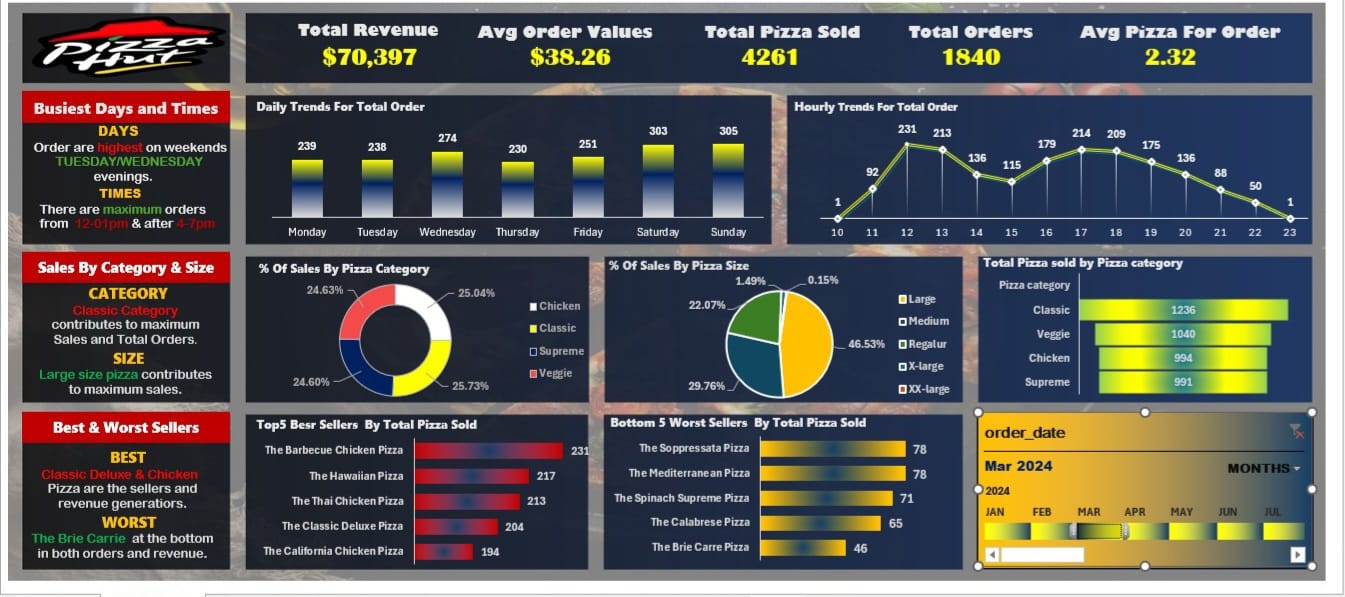 Pizza
Hut
Total Revenue
$70,397
Avg Order Values
$38.26
Total Pizza Sold
4261
Total Orders
1840
Avg Pizza For Order
2.32
Busiest Days and Times
DAYS
Order are highest on weekends
TUESDAY/WEDNESDAY
evenings.
TIMES
There are maximum orders
from 12-01pm & after 4-7pm
Daily Trends For Total Order
239
238
274
230
251
303
305
Monday
Tuesday
Wednesday
Thursday
Friday
Saturday
Sunday
Hourly Trends For Total Order
1
92
231
213
136
115
179
214
209
175
136
88
50
1
10
11
12
13
14
15
16
17
18
19
20
21
22
23
Sales By Category & Size
CATEGORY
Classic Category
contributes to maximum
Sales and Total Orders.
SIZE
Large size pizza contributes
to maximum sales.
% Of Sales By Pizza Category
24.63%
25.04%
24.60%
25.73%
Chicken
Classic
Supreme
Veggie
% Of Sales By Pizza Size
1.49%
0.15%
22.07%
46.53%
29.76%
Large
Medium
Regalur
X-large
XX-large
Total Pizza sold by Pizza category
Pizza category
Classic 1236
Veggie 1040
Chicken 994
Supreme 991
Best & Worst Sellers
BEST
Classic Deluxe & Chicken
Pizza are the sellers and
revenue generatiors.
WORST
The Brie Carrie at the bottom
in both orders and revenue.
Top5 Besr Sellers By Total Pizza Sold
The Barbecue Chicken Pizza 231
The Hawaiian Pizza 217
The Thai Chicken Pizza 213
The Classic Deluxe Pizza 204
The California Chicken Pizza 194
Bottom 5 Worst Sellers By Total Pizza Sold
The Soppressata Pizza 78
The Mediterranean Pizza 78
The Spinach Supreme Pizza 71
The Calabrese Pizza 65
The Brie Carre Pizza 46
order_date
Mar 2024 MONTHS
2024
JAN FEB MAR APR MAY JUN JUL